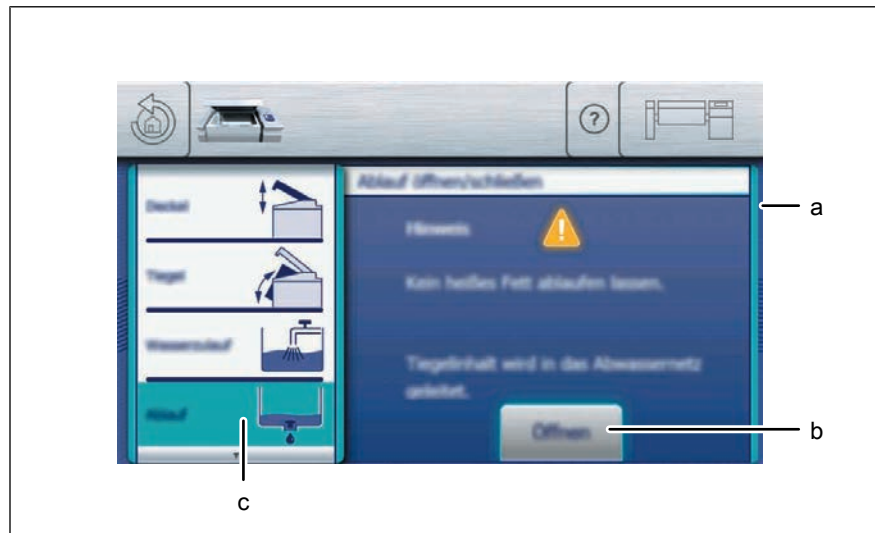 ?
Ablauf öffnen/schließen
Deckel
Hinweis
Kein heißes Fett ablaufen lassen.
Tiegel
Wasserzulauf
Tiegelinhalt wird in das Abwassernetz
geleitet.
Ablauf
Öffnen
a
b
c